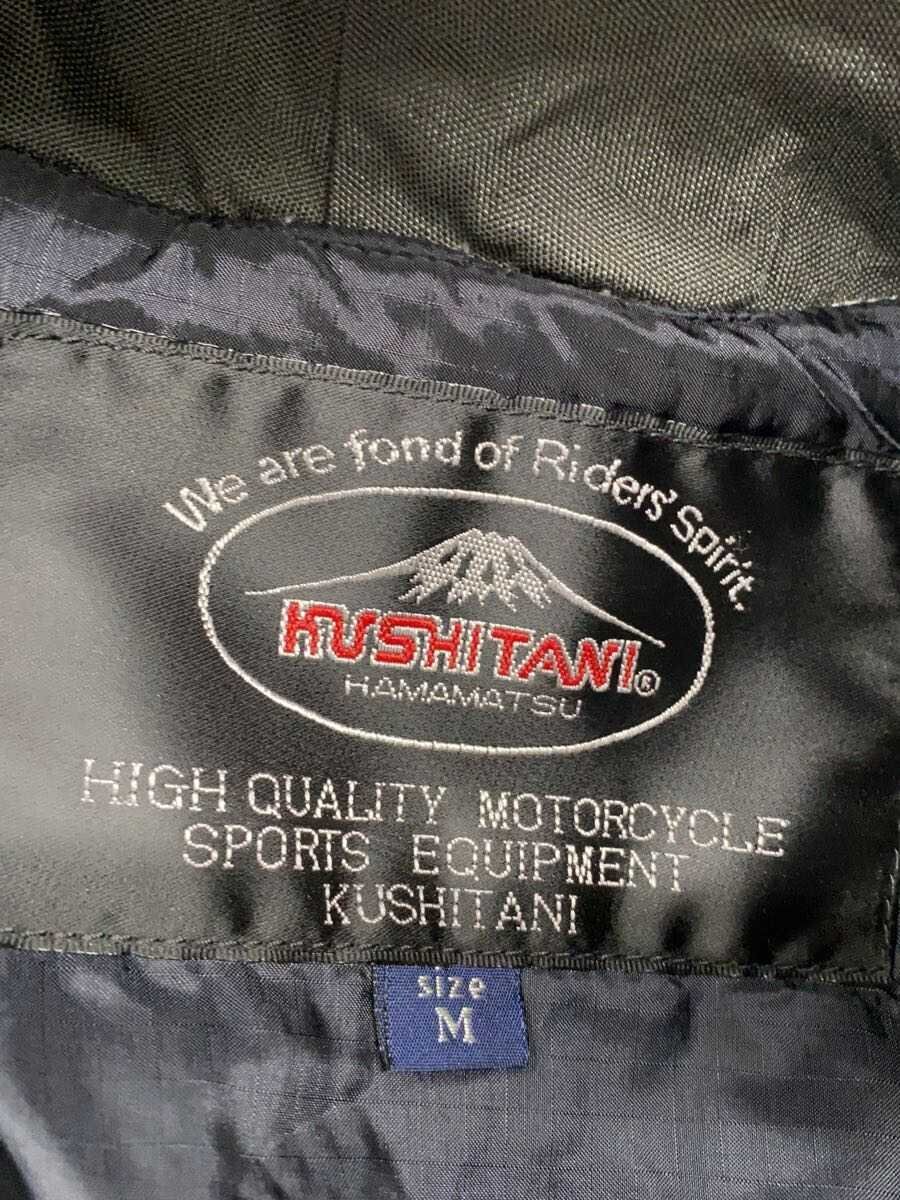 We are fond of Riders' Spirit.
KUSHITANI®
HAMAMATSU
HIGH QUALITY MOTORCYCLE
SPORTS EQUIPMENT
KUSHITANI
size
M